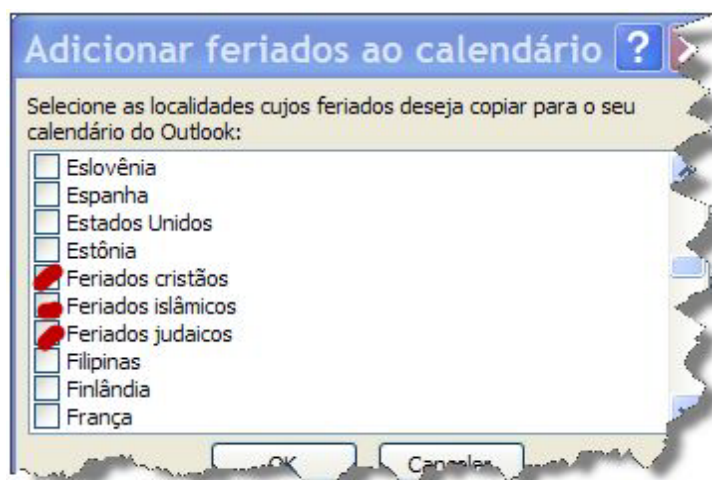 Adicionar feriados ao calendário ?
Selecione as localidades cujos feriados deseja copiar para o seu
calendário do Outlook:
Eslovênia
Espanha
Estados Unidos
Estônia
Feriados cristãos
Feriados islâmicos
Feriados judaicos
Filipinas
Finlândia
França
OK Cancelar